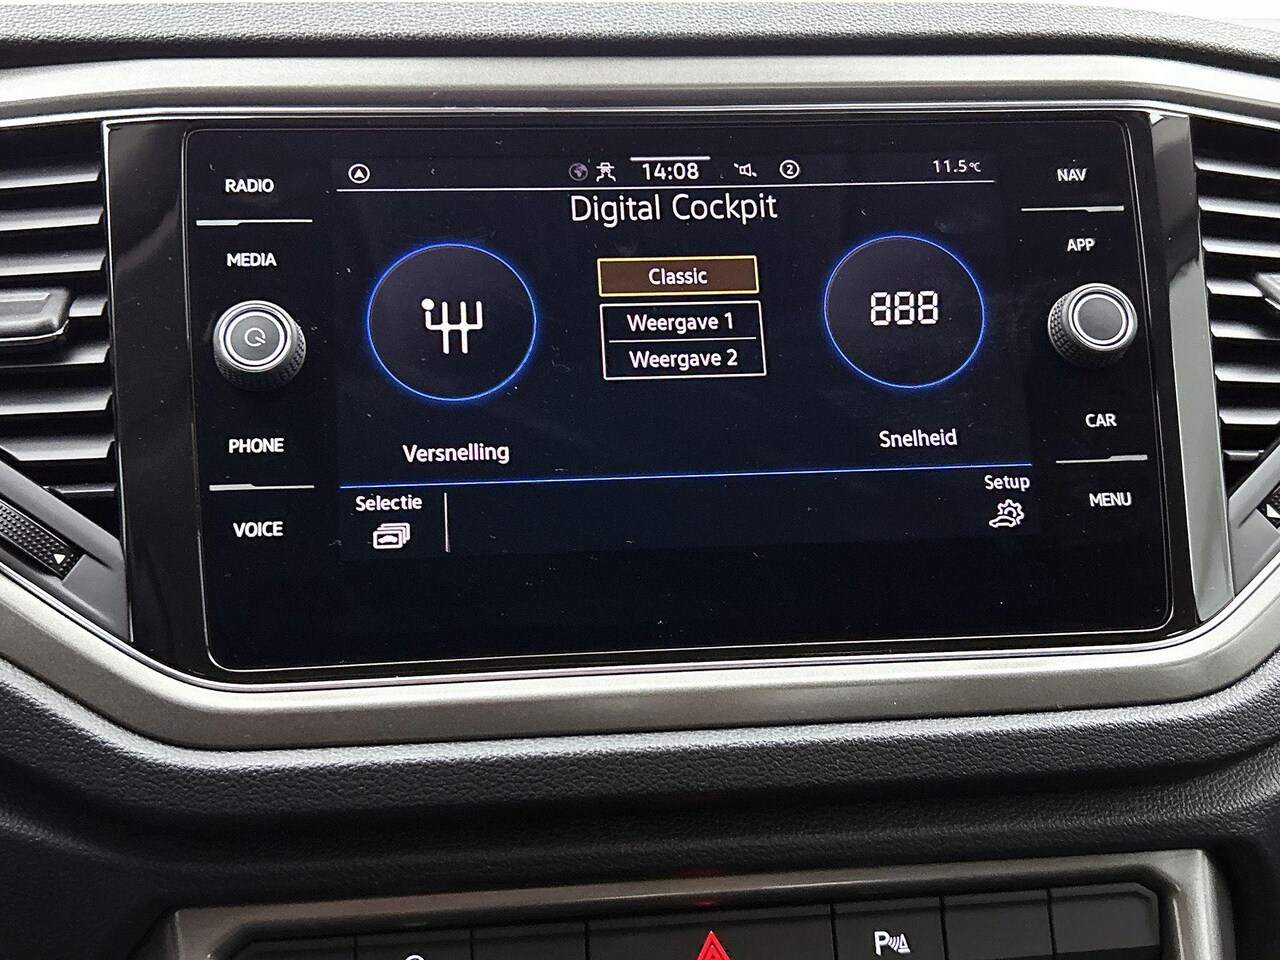 RADIO
MEDIA
PHONE
VOICE
14:08
2
11.5°C
Digital Cockpit
Classic
Weergave 1
Weergave 2
888
Versnelling
Snelheid
Selectie
Setup
NAV
APP
CAR
MENU
P